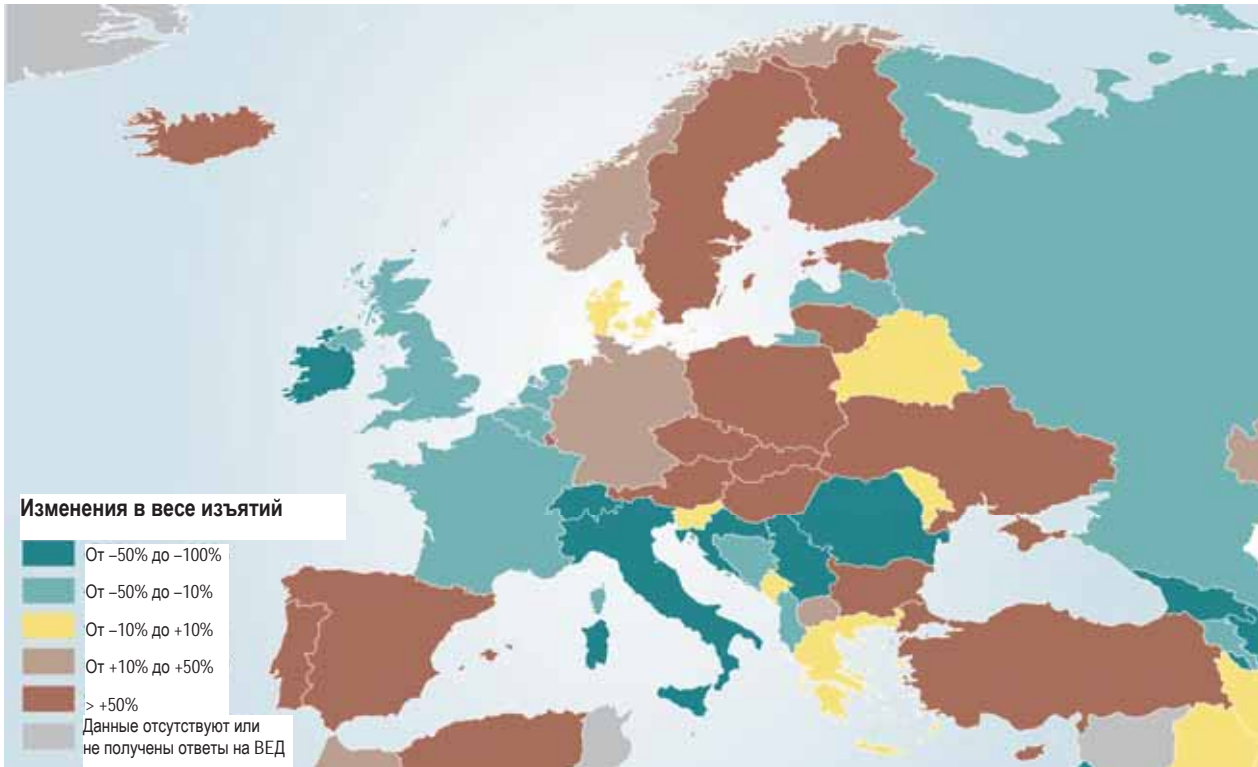 Изменения в весе изъятий
От –50% до –100%
От –50% до –10%
От –10% до +10%
От +10% до +50%
> +50%
Данные отсутствуют или
не получены ответы на ВЕД